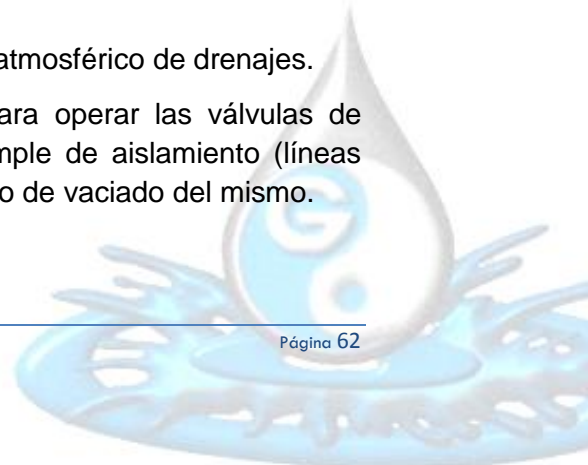 atmosférico de drenajes.
ara operar las válvulas de
mple de aislamiento (líneas
o de vaciado del mismo.
G
Página 62